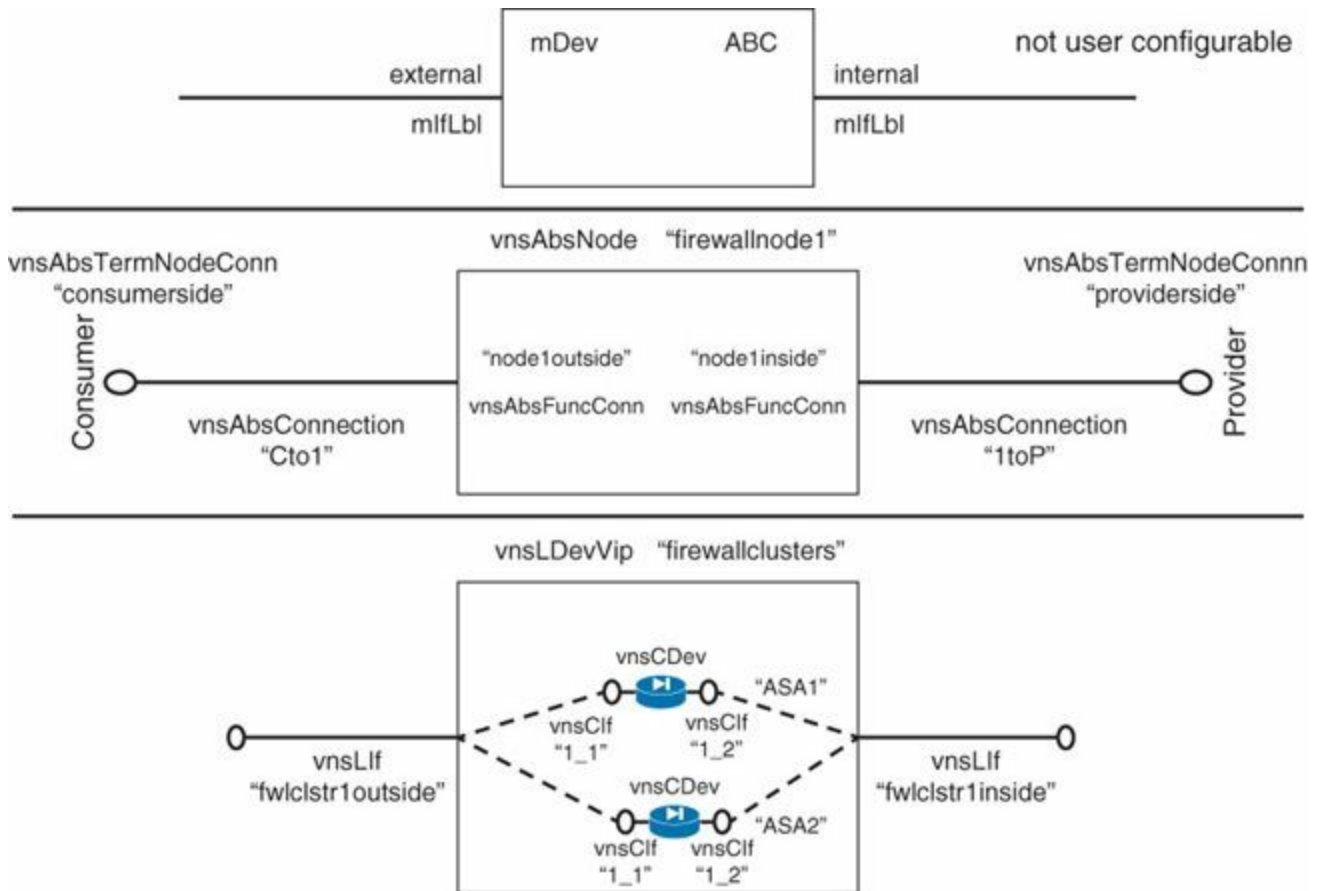 mDev ABC
not user configurable
external
internal
mIfLbl
mIfLbl
vnsAbsNode “firewallnode1”
vnsAbsTermNodeConn
“consumerside”
vnsAbsTermNodeConnn
“providerside”
Consumer
“node1outside” “node1inside”
Provider
vnsAbsFuncConn vnsAbsFuncConn
vnsAbsConnection
“Cto1”
vnsAbsConnection
“1toP”
vnsLDevVip “firewallclusters”
vnsCDev
“ASA1”
vnsCIf
“1_1”
vnsCIf
“1_2”
vnsLIf
“fwlclstr1outside”
vnsLIf
“fwlclstr1inside”
vnsCDev
“ASA2”
vnsCIf
“1_1”
vnsCIf
“1_2”